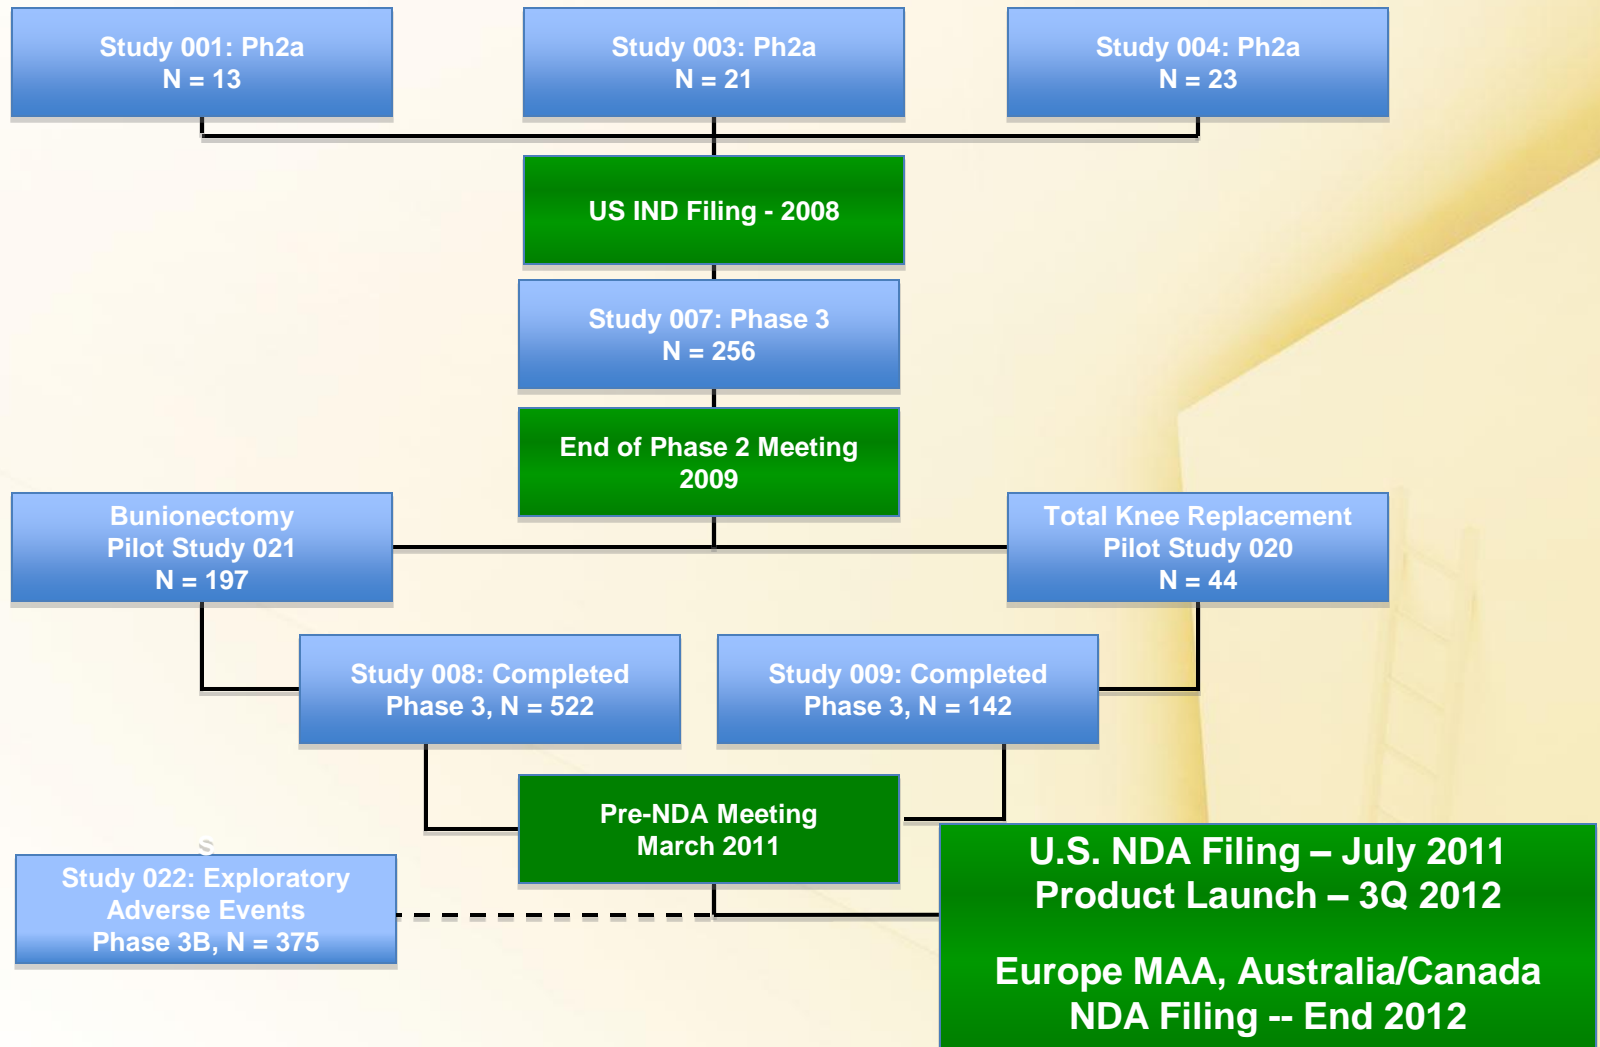 Study 001: Ph2a
N = 13
Study 003: Ph2a
N = 21
Study 004: Ph2a
N = 23
US IND Filing - 2008
Study 007: Phase 3
N = 256
End of Phase 2 Meeting
2009
Bunionectomy
Pilot Study 021
N = 197
Total Knee Replacement
Pilot Study 020
N = 44
Study 008: Completed
Phase 3, N = 522
Study 009: Completed
Phase 3, N = 142
Pre-NDA Meeting
March 2011
s
Study 022: Exploratory
Adverse Events
Phase 3B, N = 375
U.S. NDA Filing – July 2011
Product Launch – 3Q 2012
Europe MAA, Australia/Canada
NDA Filing -- End 2012